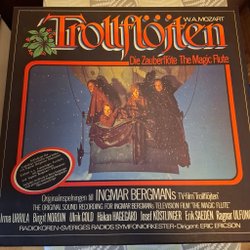 W.A. MOZART
Trollflöjten
Die Zauberflöte The Magic Flute
Originalinspelningen till INGMAR BERGMANs TV-film Trollflöjten
THE ORIGINAL SOUND RECORDING FOR INGMAR BERGMANs TELEVISION FILM "THE MAGIC FLUTE"
Irma URRILA Birgit NORDIN Ulrik COLD Håkan HAGEGÅRD Josef KÖSTLINGER Erik SAEDÉN Ragnar ULFUNG
RADIOKÖREN-SVERIGES RADIOS SYMFONIORKESTER-Dirigent: ERIC ERICSON